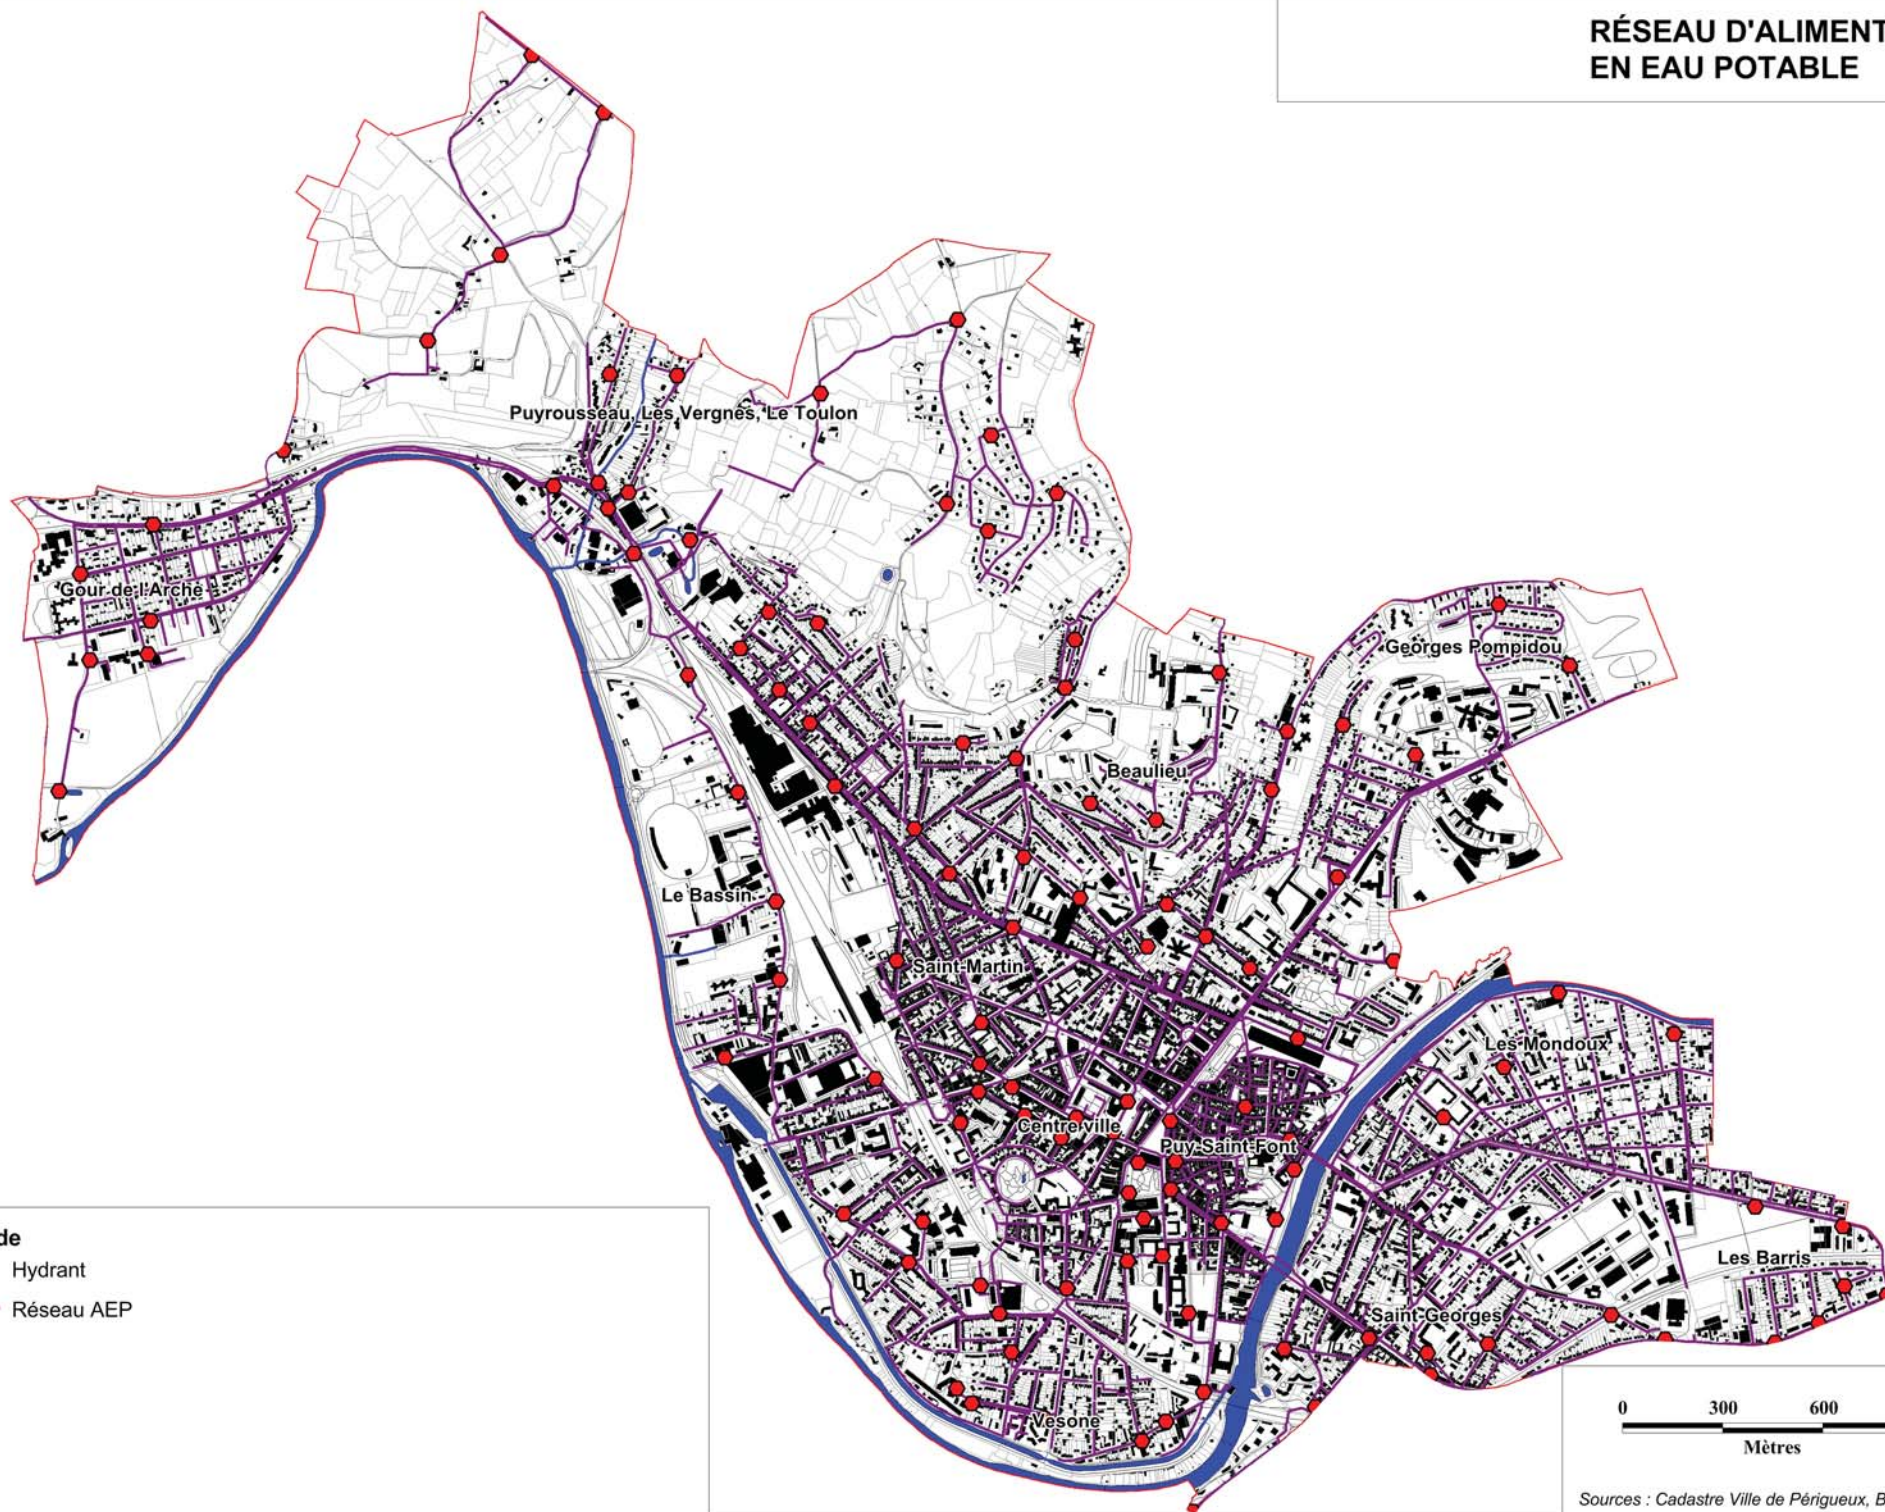 RÉSEAU D'ALIMENT
EN EAU POTABLE
Puyrousseau, Les Vergnes, Le Toulon
Gour de l'Arche
Georges Pompidou
Beaulieu
Le Bassin
Saint-Martin
Les Mondoux
Centre ville
Puy-Saint-Font
Les Barris
Saint-Georges
Vesone
de
Hydrant
Réseau AEP
0 300 600
Mètres
Sources : Cadastre Ville de Périgueux, B